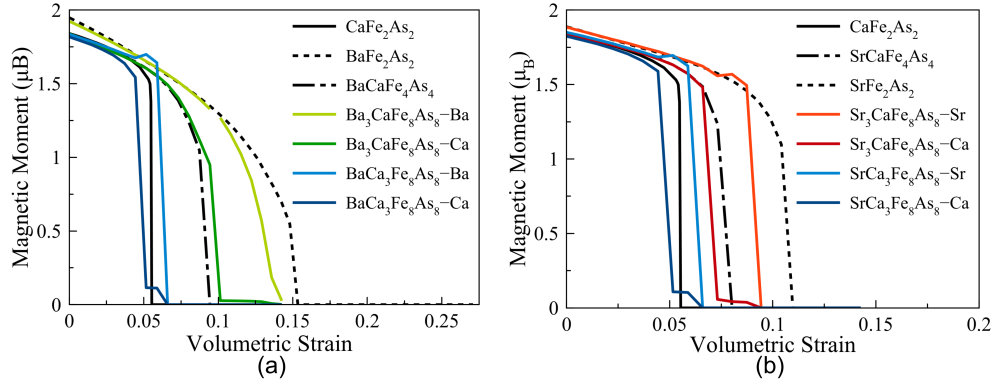 2
1.5
1
0.5
0
Magnetic Moment (μB)
0
0.05
0.1
0.15
0.2
0.25
Volumetric Strain
(a)
CaFe₂As₂
BaFe₂As₂
BaCaFe₄As₄
Ba₃CaFe₈As₈−Ba
Ba₃CaFe₈As₈−Ca
BaCa₃Fe₈As₈−Ba
BaCa₃Fe₈As₈−Ca
2
1.5
1
0.5
0
Magnetic Moment (μ_B)
0
0.05
0.1
0.15
0.2
Volumetric Strain
(b)
CaFe₂As₂
SrCaFe₄As₄
SrFe₂As₂
Sr₃CaFe₈As₈−Sr
Sr₃CaFe₈As₈−Ca
SrCa₃Fe₈As₈−Sr
SrCa₃Fe₈As₈−Ca